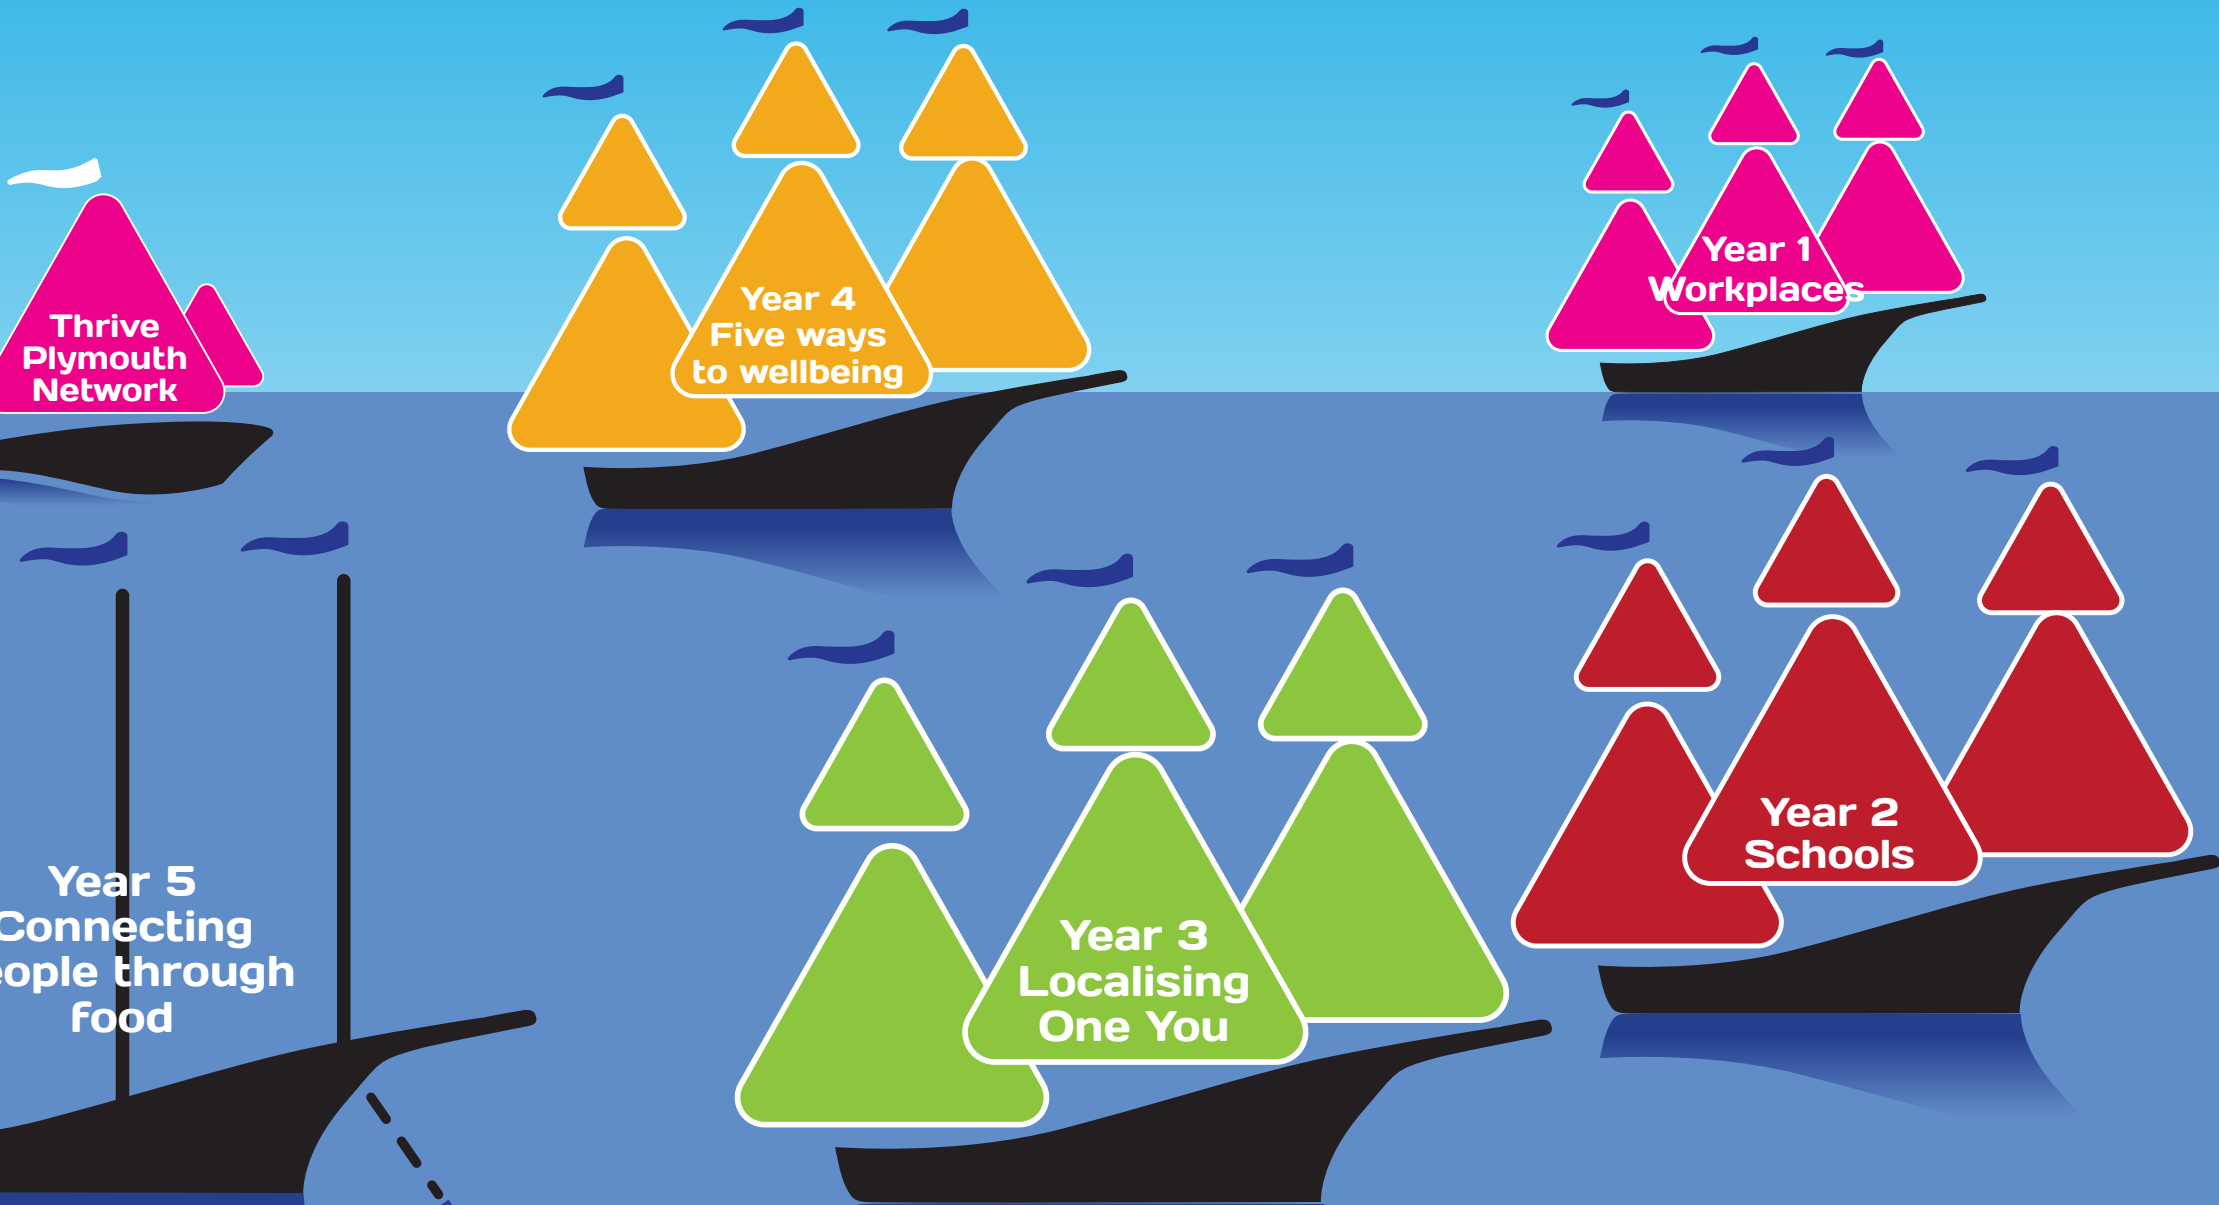 Thrive
Plymouth
Network
Year 4
Five ways
to wellbeing
Year 1
Workplaces
Year 5
Connecting
through
food
Year 3
Localising
One You
Year 2
Schools